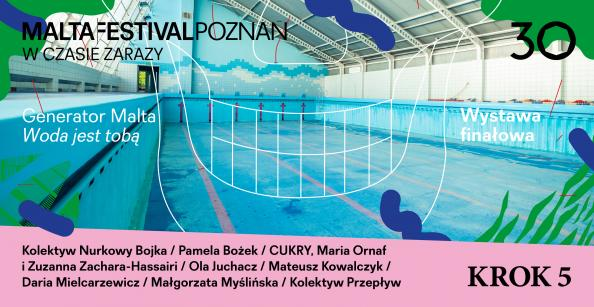 MALTAFESTIVALPOZNAŃ
W CZASIE ZARAZY
30
Generator Malta
Woda jest tobą
Wystawa
finałowa
Kolektyw Nurkowy Bojka / Pamela Bożek / CUKRY, Maria Ornaf
i Zuzanna Zachara-Hassairi / Ola Juchacz / Mateusz Kowalczyk /
Daria Mielcarzewicz / Małgorzata Myślińska / Kolektyw Przepływ
KROK 5